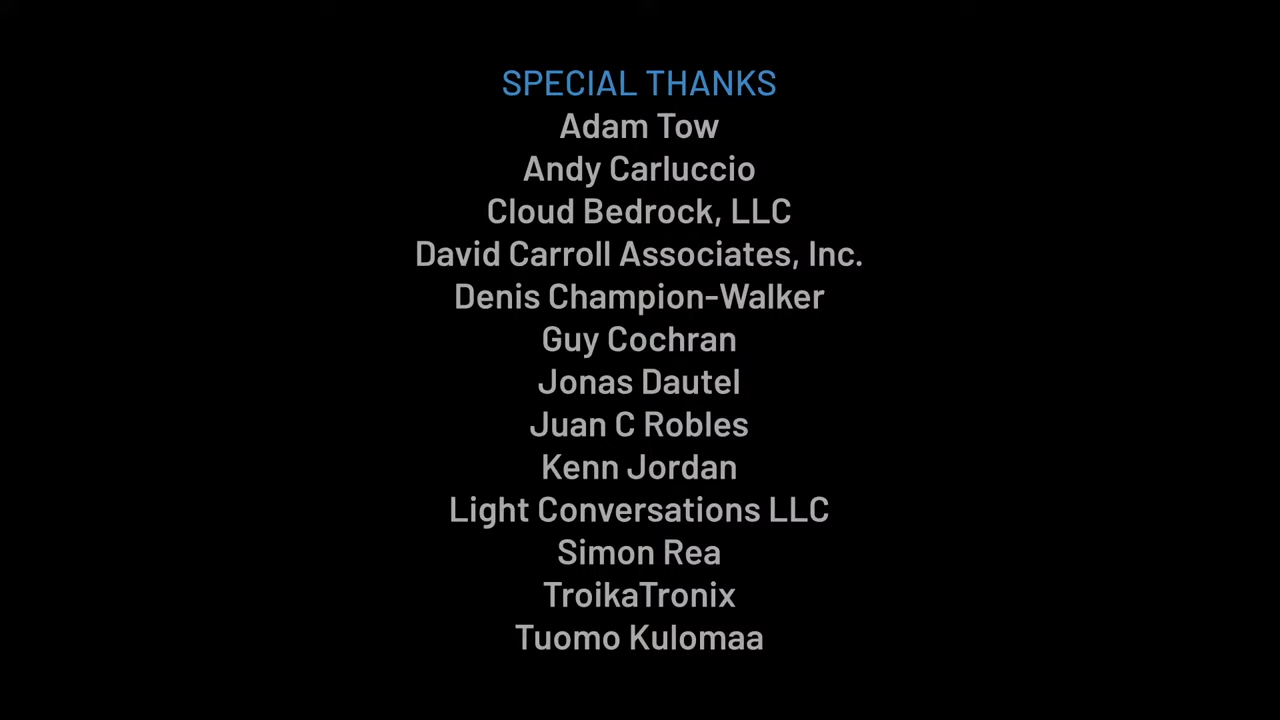 SPECIAL THANKS
Adam Tow
Andy Carluccio
Cloud Bedrock, LLC
David Carroll Associates, Inc.
Denis Champion-Walker
Guy Cochran
Jonas Dautel
Juan C Robles
Kenn Jordan
Light Conversations LLC
Simon Rea
TroikaTronix
Tuomo Kulomaa